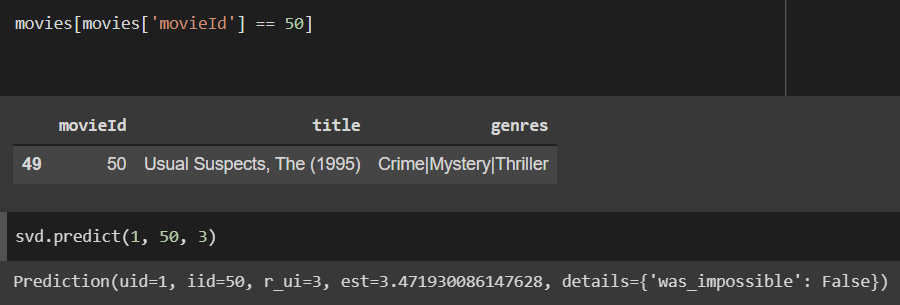 movies[movies['movieId'] == 50]
movieId title genres
49 50 Usual Suspects, The (1995) Crime|Mystery|Thriller
svd.predict(1, 50, 3)
Prediction(uid=1, iid=50, r_ui=3, est=3.471930086147628, details={'was_impossible': False})